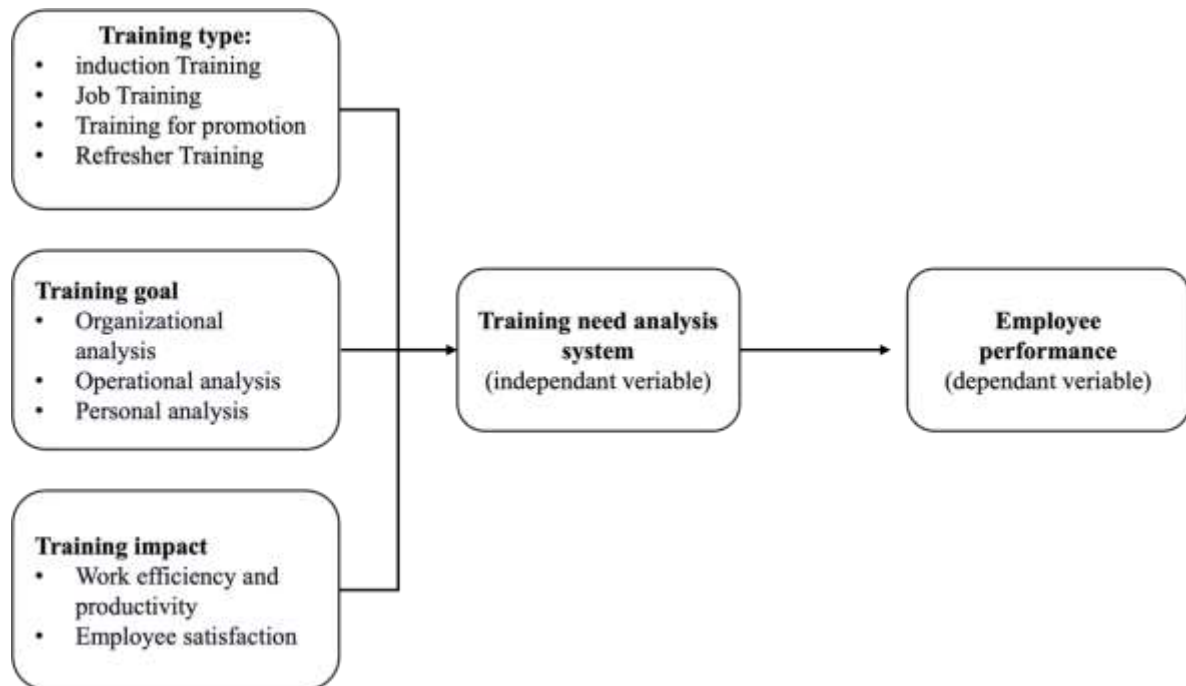 Training type:
• induction Training
• Job Training
• Training for promotion
• Refresher Training
Training goal
• Organizational
analysis
• Operational analysis
• Personal analysis
Training impact
• Work efficiency and
productivity
• Employee satisfaction
Training need analysis
system
(independant veriable)
Employee
performance
(dependant veriable)